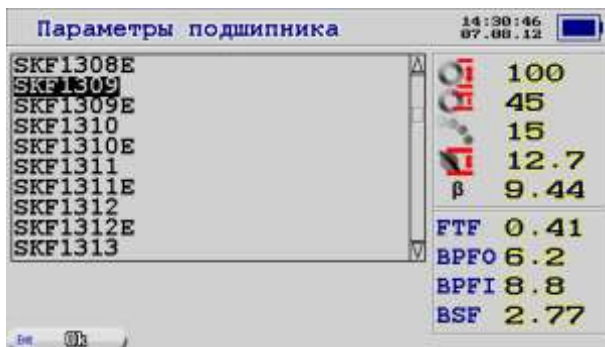 Параметры подшипника
14:30:46
07.08.12
SKF1308E
SKF1309
SKF1309E
SKF1310
SKF1310E
SKF1311
SKF1311E
SKF1312
SKF1312E
SKF1313
100
45
15
12.7
β 9.44
FTF 0.41
BPFO 6.2
BPFI 8.8
BSF 2.77
Ok